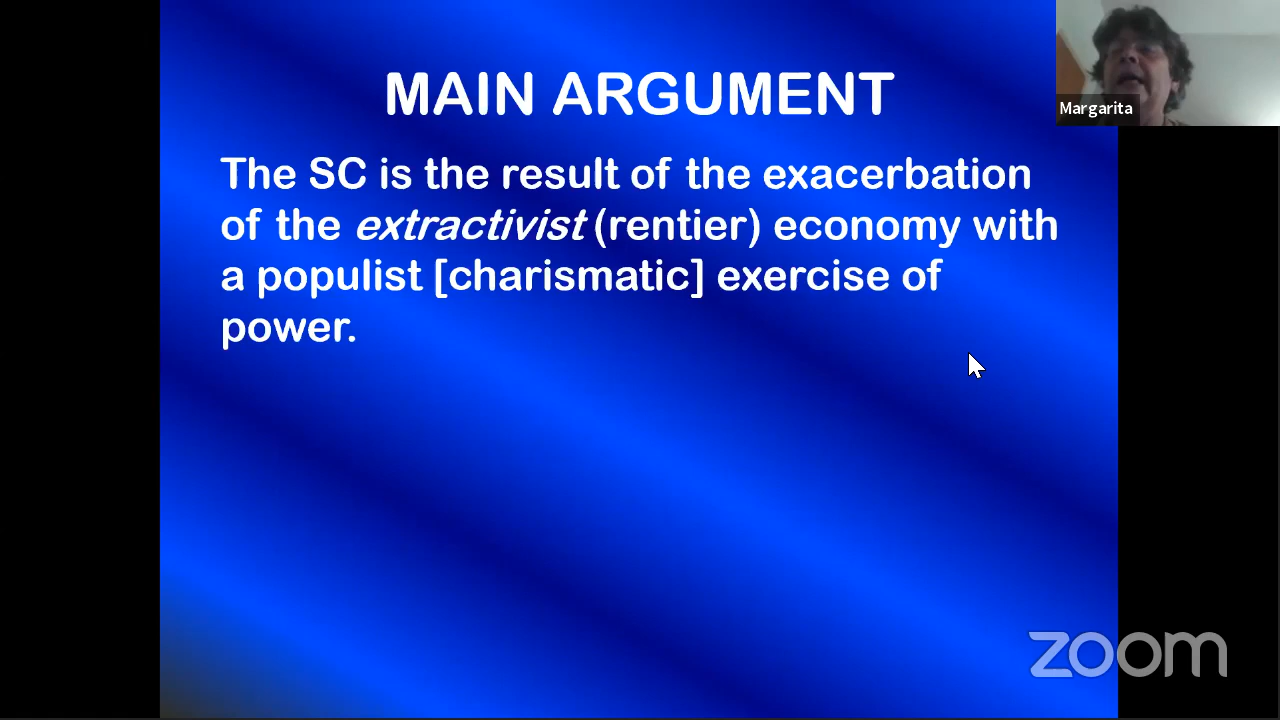 MAIN ARGUMENT
Margarita
The SC is the result of the exacerbation
of the extractivist (rentier) economy with
a populist [charismatic] exercise of
power.
zoom